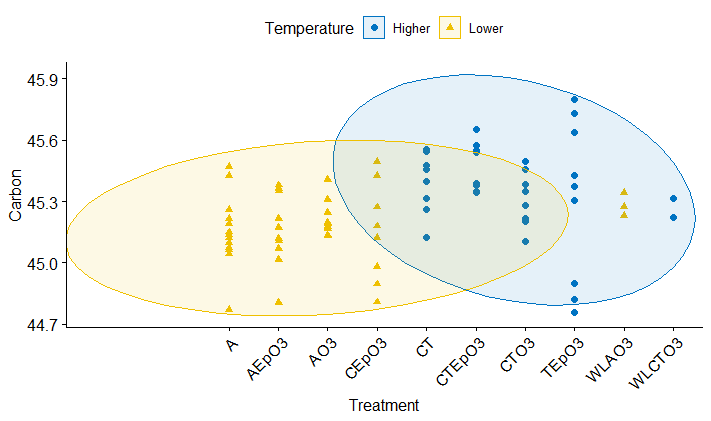 Temperature Higher Lower
Carbon
45.9
45.6
45.3
45.0
44.7
A
AEpO3
AO3
CEpO3
CT
CTEpO3
CTO3
TEpO3
WLAO3
WLCTO3
Treatment